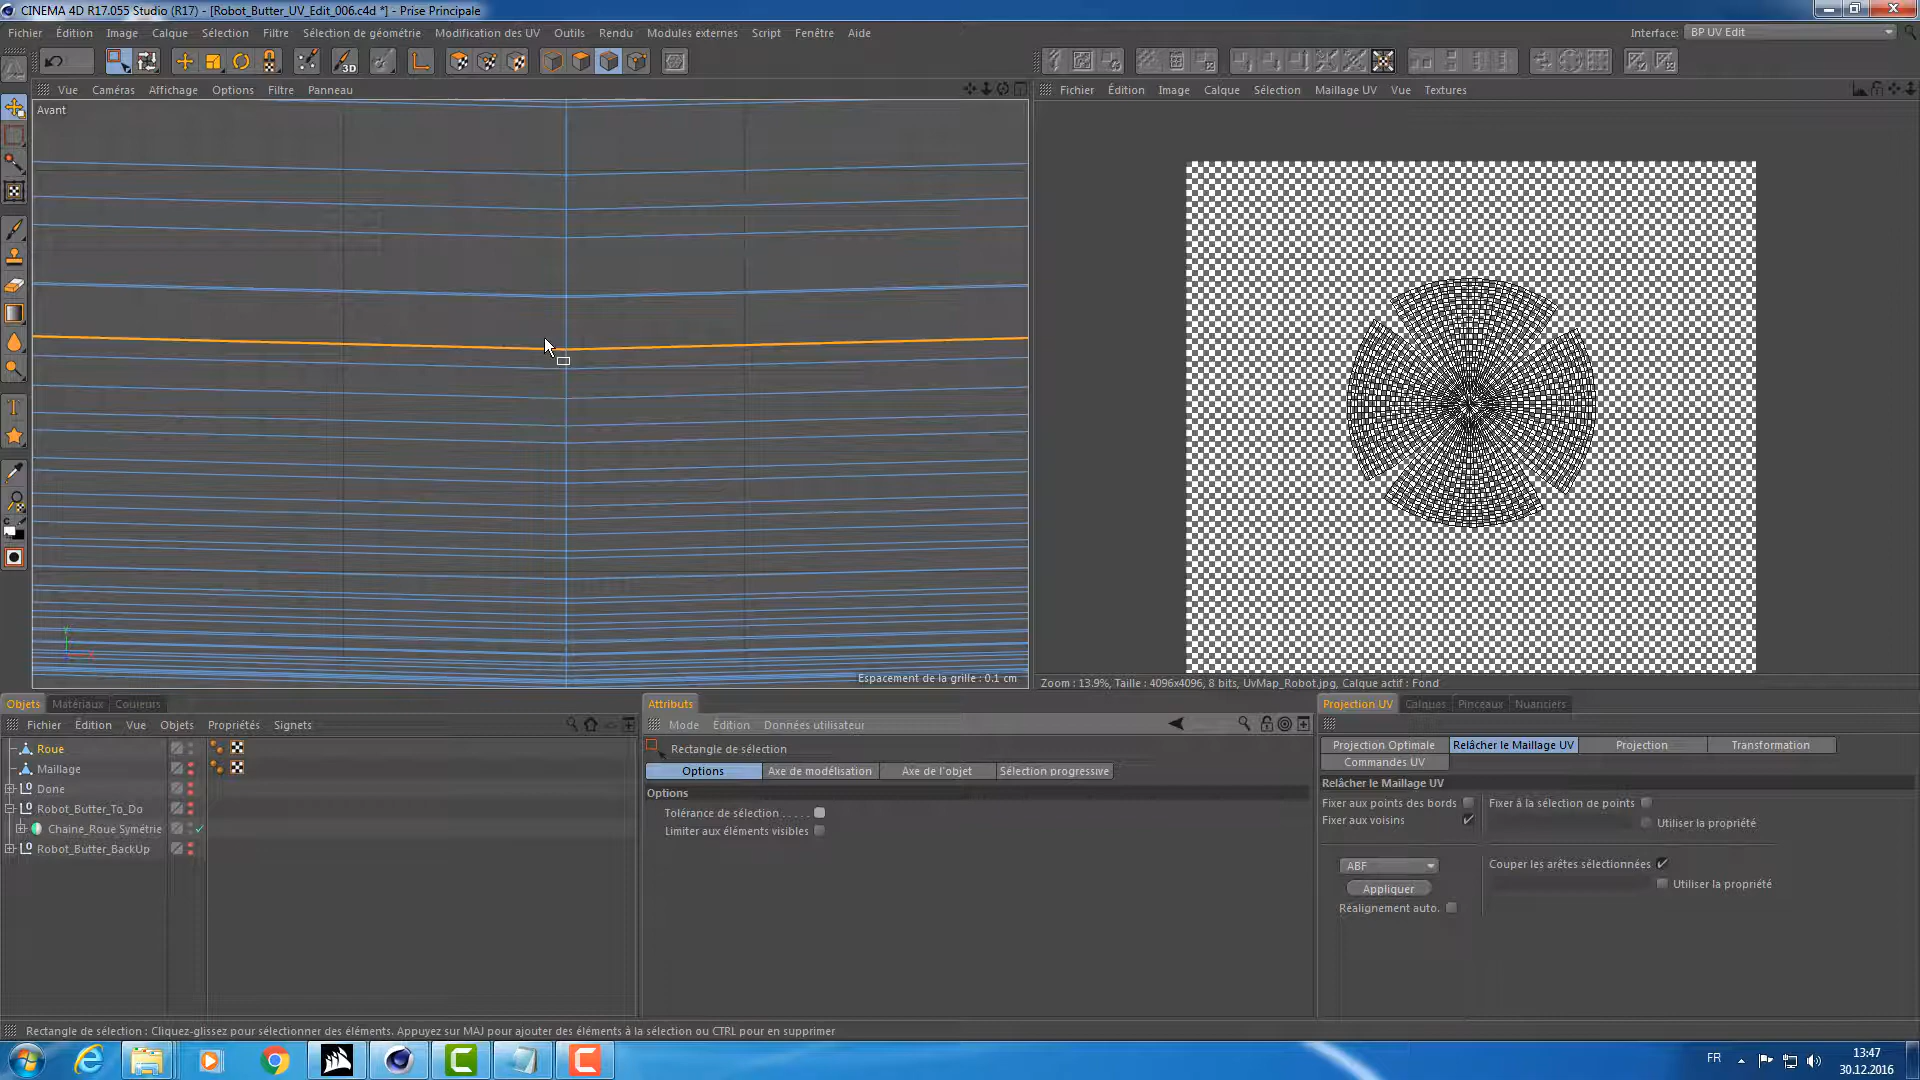 CINEMA 4D R17.055 Studio (R17) - [Robot_Butter_UV_Edit_006.c4d *] - Prise Principale
Fichier Édition Image Calque Sélection Filtre Sélection de géométrie Modification des UV Outils Rendu Modules externes Script Fenêtre Aide Interface: BP UV Edit
Vue Caméras Affichage Options Filtre Panneau
Fichier Édition Image Calque Sélection Maillage UV Vue Textures
Avant
Espacement de la grille : 0.1 cm
Zoom : 13.9%, Taille : 4096x4096, 8 bits, UvMap_Robot.jpg, Calque actif : Fond
Objets Matériaux Couleurs
Fichier Édition Vue Objets Propriétés Signets
Roue
Maillage
Done
Robot_Butter_To_Do
Chaine_Roue Symétrie
Robot_Butter_BackUp
Attributs
Mode Édition Données utilisateur
Rectangle de sélection
Options Axe de modélisation Axe de l'objet Sélection progressive
Options
Tolérance de sélection . . . . .
Limiter aux éléments visibles
Projection UV Calques Pinceaux Nuanciers
Projection Optimale Relâcher le Maillage UV Projection Transformation
Commandes UV
Relâcher le Maillage UV
Fixer aux points des bords Fixer à la sélection de points
Fixer aux voisins Utiliser la propriété
ABF Couper les arêtes sélectionnées
Appliquer Utiliser la propriété
Réalignement auto.
Rectangle de sélection : Cliquez-glissez pour sélectionner des éléments. Appuyez sur MAJ pour ajouter des éléments à la sélection ou CTRL pour en supprimer
FR
13:47
30.12.2016